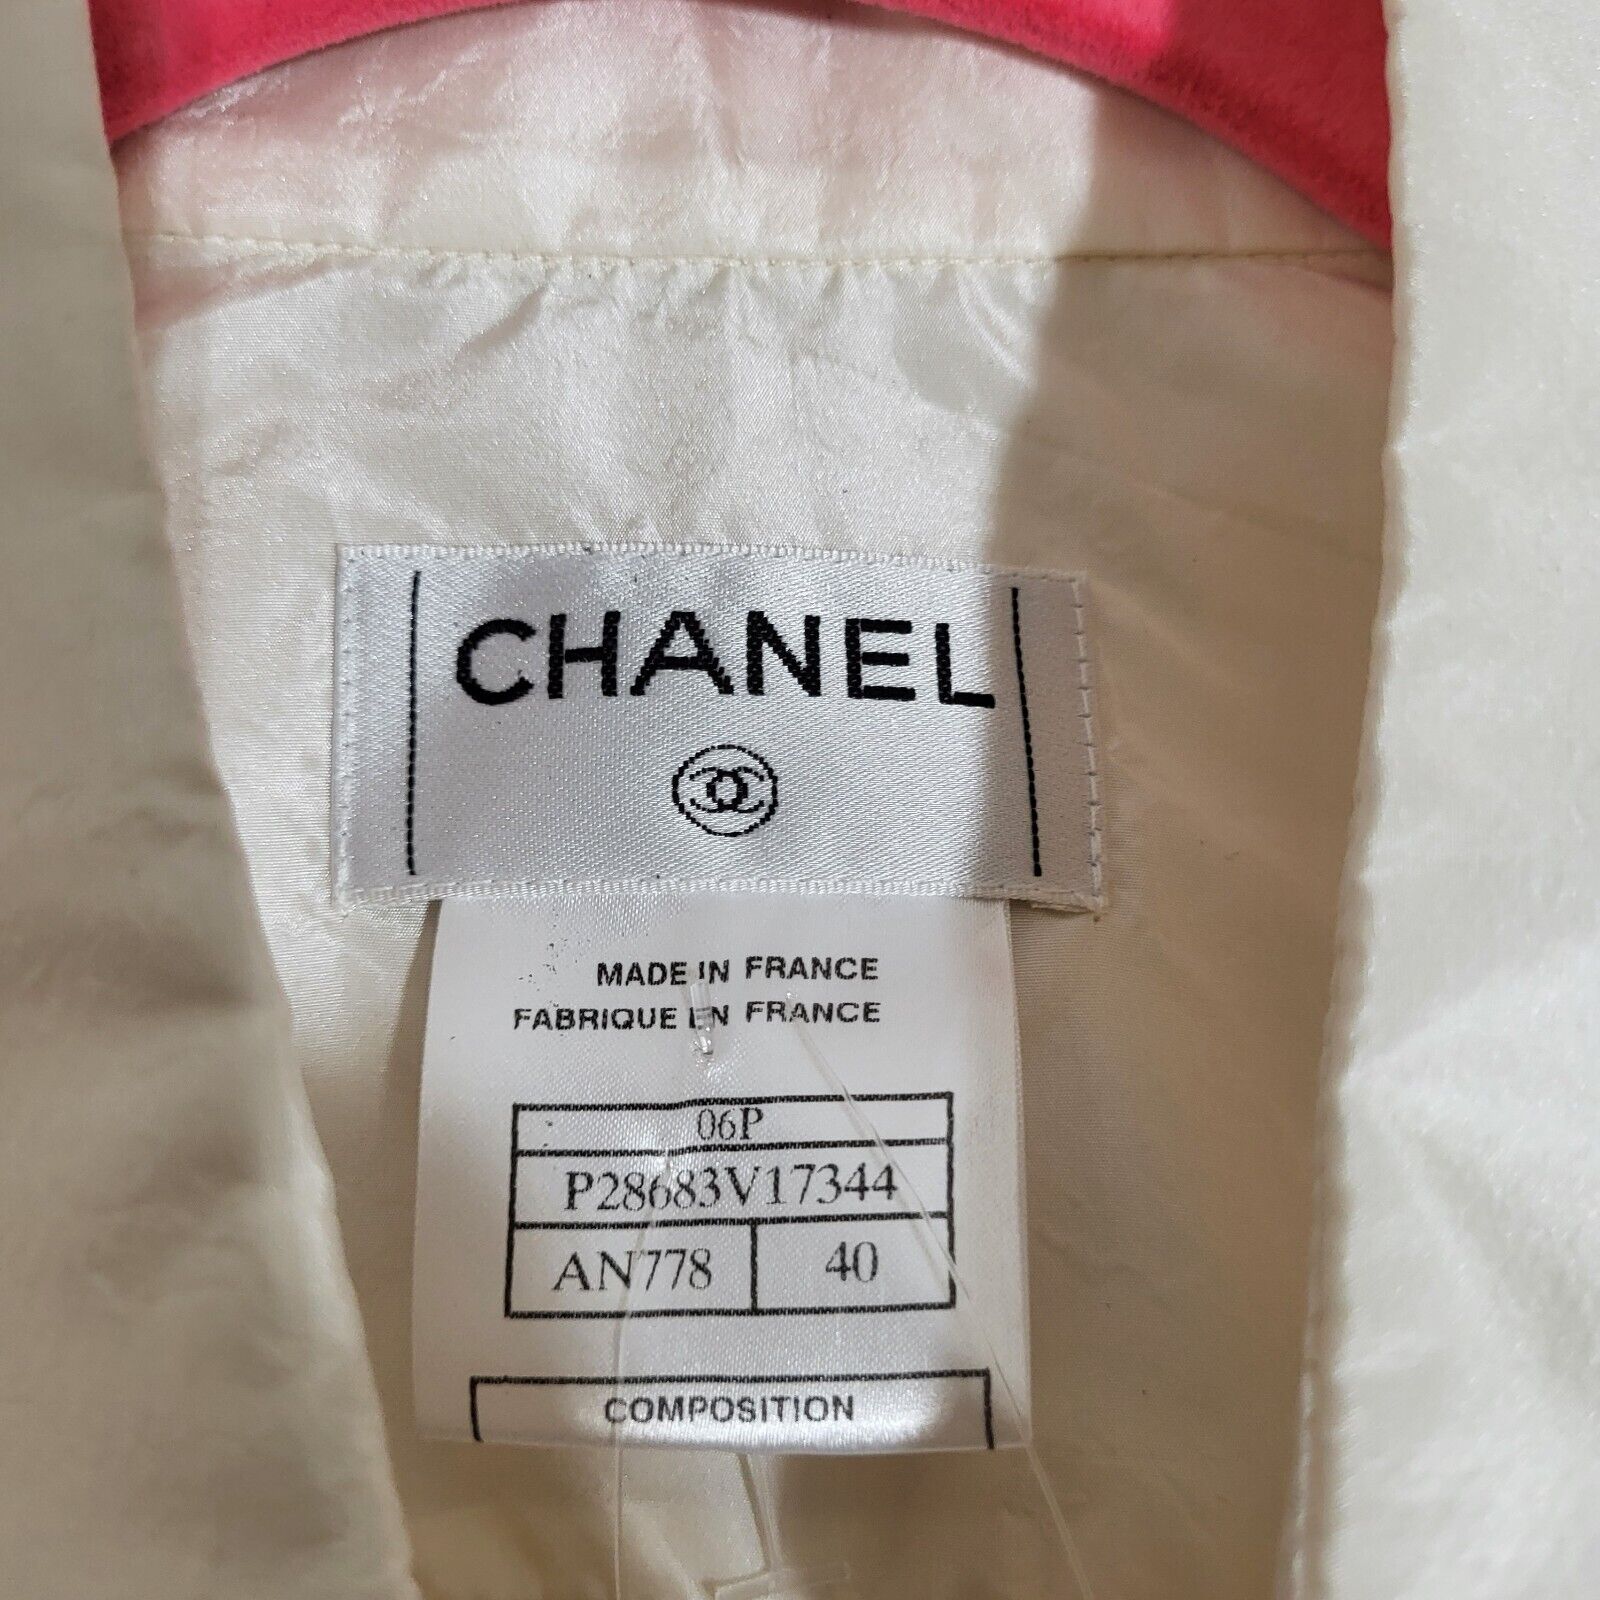 CHANEL
MADE IN FRANCE
FABRIQUE EN FRANCE
06P
P28683V17344
AN778 40
COMPOSITION